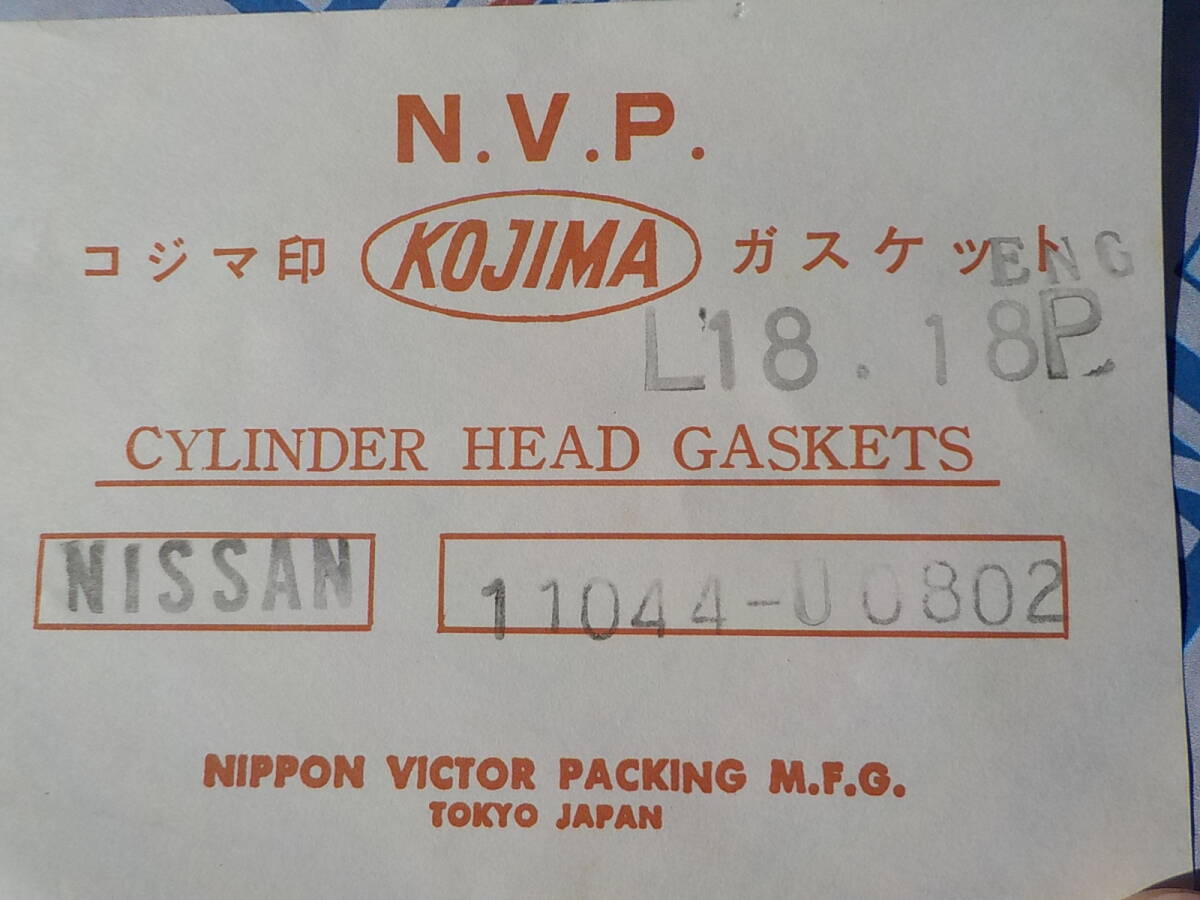 N.V.P.
コジマ印 KOJIMA ガスケット
ENG
L18.18P
CYLINDER HEAD GASKETS
NISSAN 11044-U0802
NIPPON VICTOR PACKING M.F.G.
TOKYO JAPAN